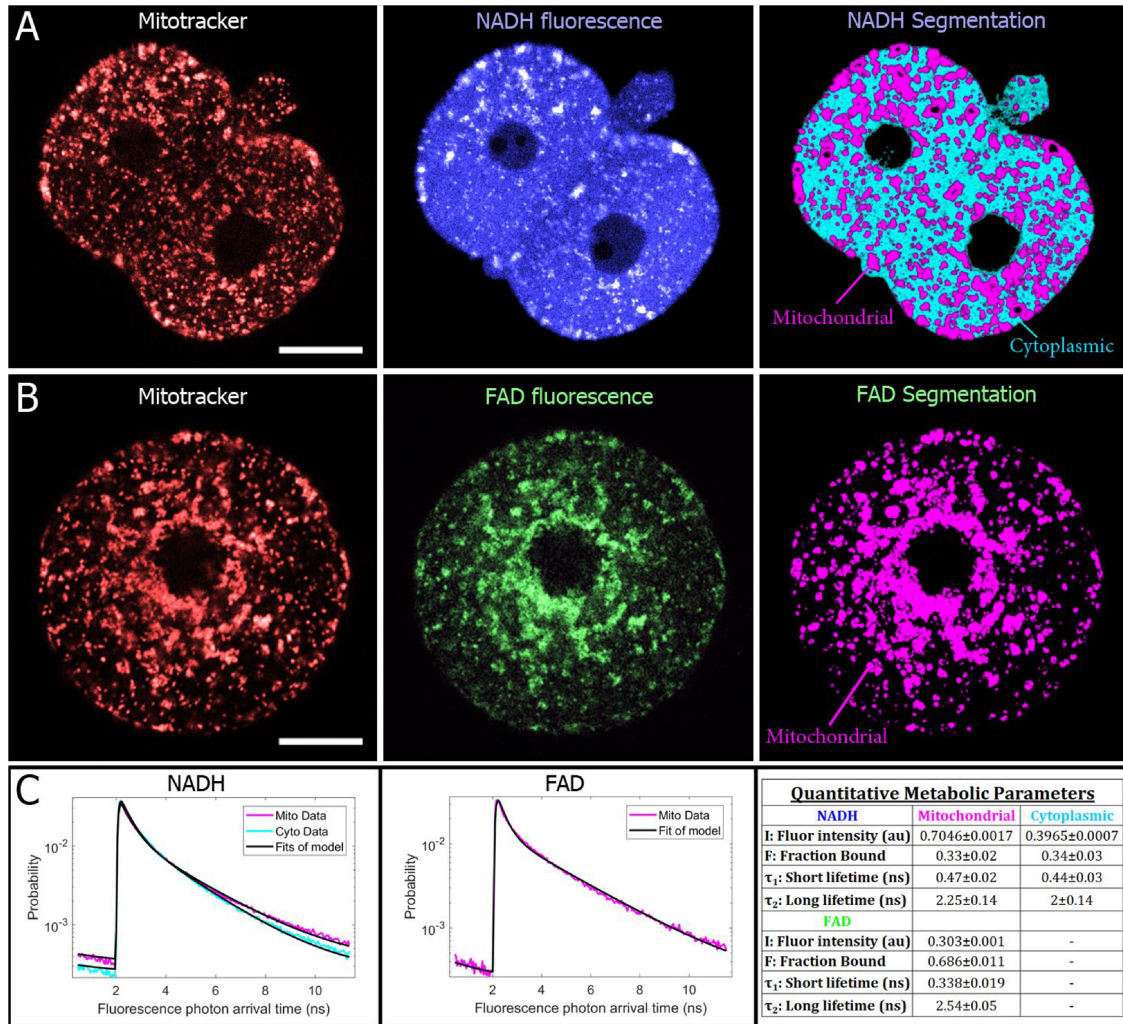 A
Mitotracker
NADH fluorescence
NADH Segmentation
Mitochondrial
Cytoplasmic
B
Mitotracker
FAD fluorescence
FAD Segmentation
Mitochondrial
C
NADH
Mito Data
Cyto Data
Fits of model
Probability
10⁻²
10⁻³
0 2 4 6 8 10
Fluorescence photon arrival time (ns)
FAD
Mito Data
Fit of model
Probability
10⁻²
10⁻³
0 2 4 6 8 10
Fluorescence photon arrival time (ns)
Quantitative Metabolic Parameters
NADH Mitochondrial Cytoplasmic
I: Fluor intensity (au) 0.7046±0.0017 0.3965±0.0007
F: Fraction Bound 0.33±0.02 0.34±0.03
τ₁: Short lifetime (ns) 0.47±0.02 0.44±0.03
τ₂: Long lifetime (ns) 2.25±0.14 2±0.14
FAD
I: Fluor intensity (au) 0.303±0.001 -
F: Fraction Bound 0.686±0.011 -
τ₁: Short lifetime (ns) 0.338±0.019 -
τ₂: Long lifetime (ns) 2.54±0.05 -